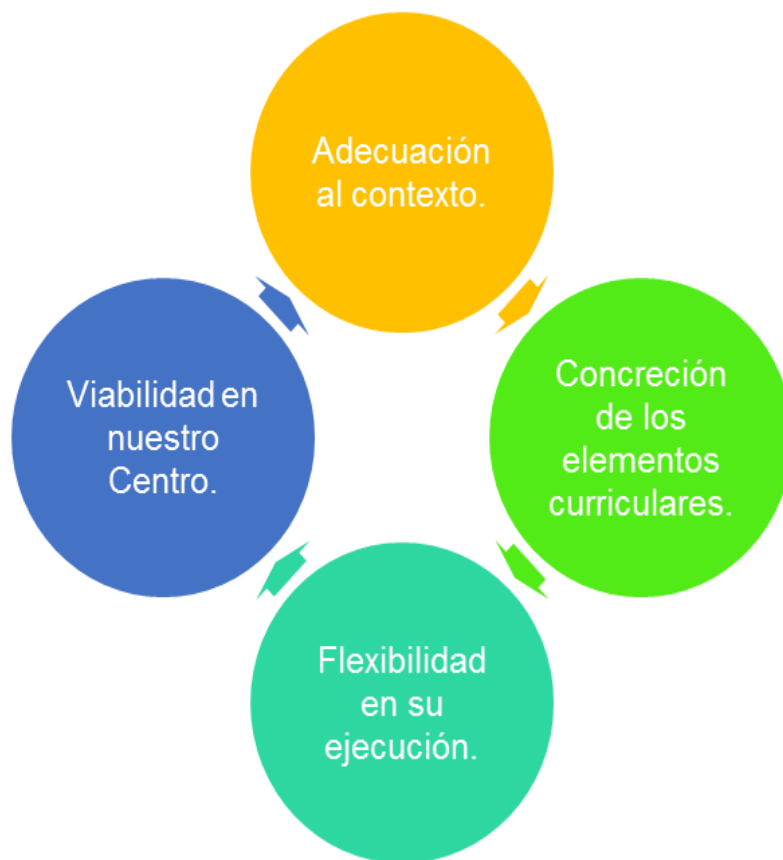 Adecuación
al contexto.
Concreción
de los
elementos
curriculares.
Flexibilidad
en su
ejecución.
Viabilidad en
nuestro
Centro.